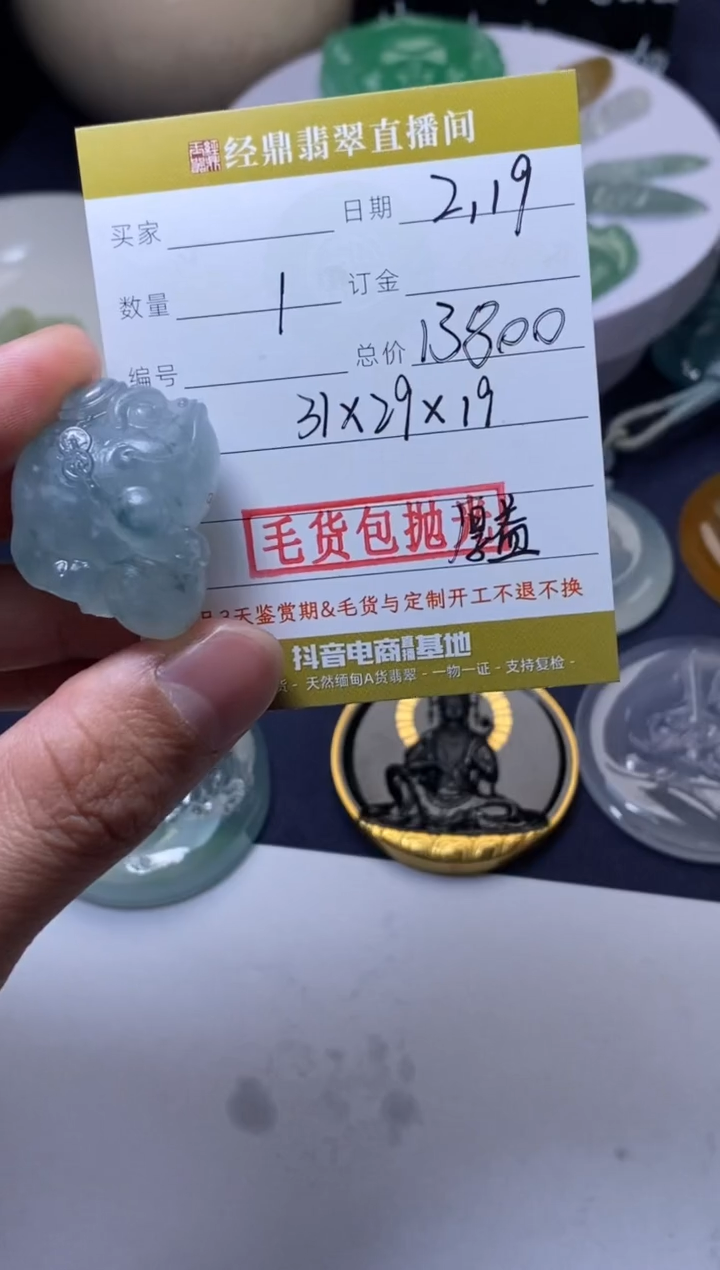 经鼎翡翠直播间
买家 日期 2,19
数量 1 订金
编号 总价 13800
31×29×19
毛货包抛
3天鉴赏期&毛货与定制开工不退不换
抖音电商直播基地
货 - 天然缅甸A货翡翠 - 一物一证 - 支持复检 -